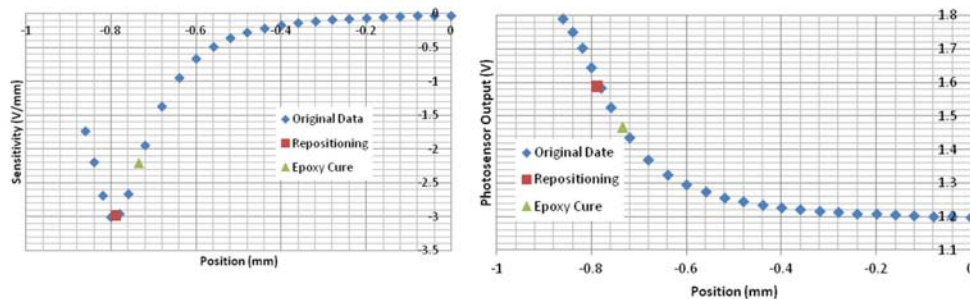 -1
-0.8
-0.6
-0.4
-0.2
0
0
-0.5
-1
-1.5
-2
-2.5
-3
-3.5
Sensitivity (V/mm)
Original Data
Repositioning
Epoxy Cure
Position (mm)
1.8
1.7
1.6
1.5
1.4
1.3
1.2
1.1
Photosensor Output (V)
Original Date
Repositioning
Epoxy Cure
-1
-0.8
-0.6
-0.4
-0.2
0
Position (mm)